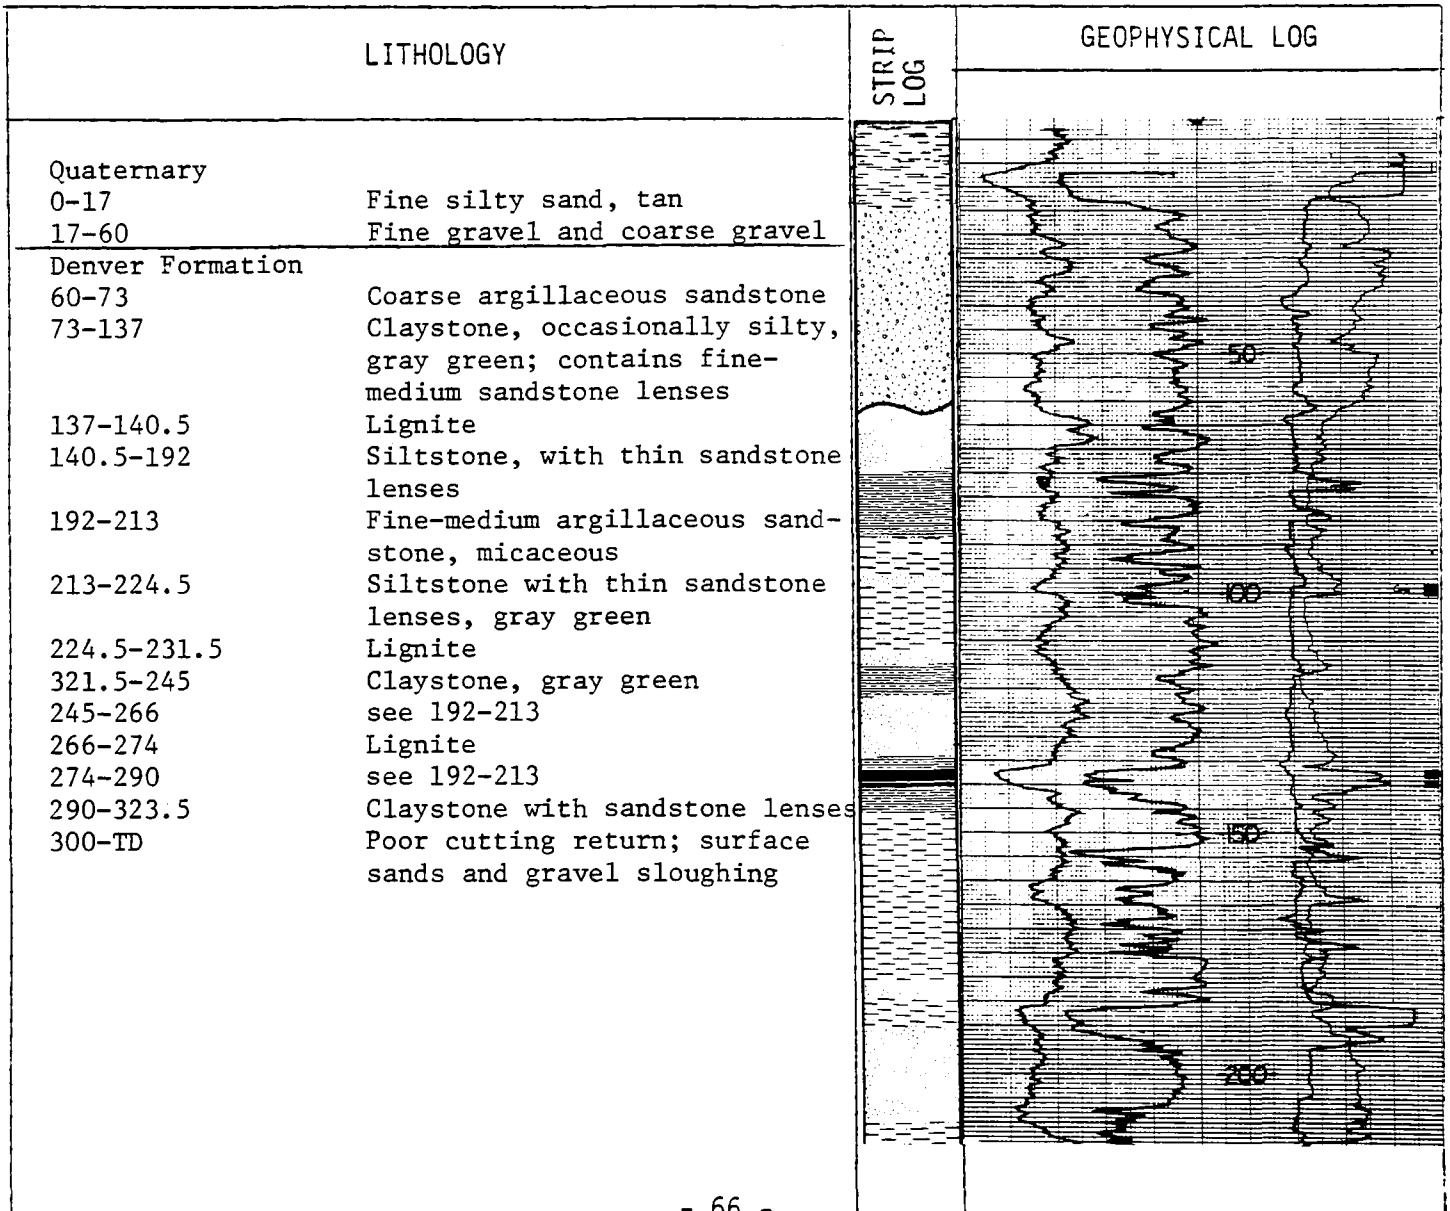 LITHOLOGY
STRIP LOG
GEOPHYSICAL LOG
Quaternary
0-17 Fine silty sand, tan
17-60 Fine gravel and coarse gravel
Denver Formation
60-73 Coarse argillaceous sandstone
73-137 Claystone, occasionally silty,
gray green; contains fine-
medium sandstone lenses
137-140.5 Lignite
140.5-192 Siltstone, with thin sandstone
lenses
192-213 Fine-medium argillaceous sand-
stone, micaceous
213-224.5 Siltstone with thin sandstone
lenses, gray green
224.5-231.5 Lignite
321.5-245 Claystone, gray green
245-266 see 192-213
266-274 Lignite
274-290 see 192-213
290-323.5 Claystone with sandstone lenses
300-TD Poor cutting return; surface
sands and gravel sloughing
50
100
150
200
- 66 -